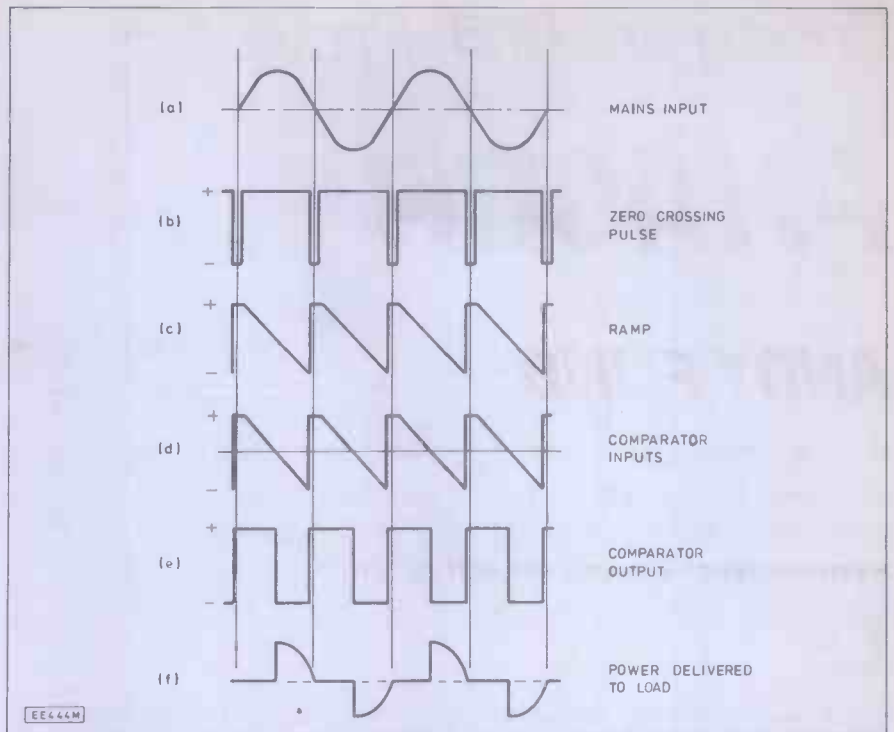 (a)
MAINS INPUT
+
(b)
-
ZERO CROSSING
PULSE
+
(c)
-
RAMP
+
(d)
-
COMPARATOR
INPUTS
+
(e)
-
COMPARATOR
OUTPUT
(f)
POWER DELIVERED
TO LOAD
EE444M